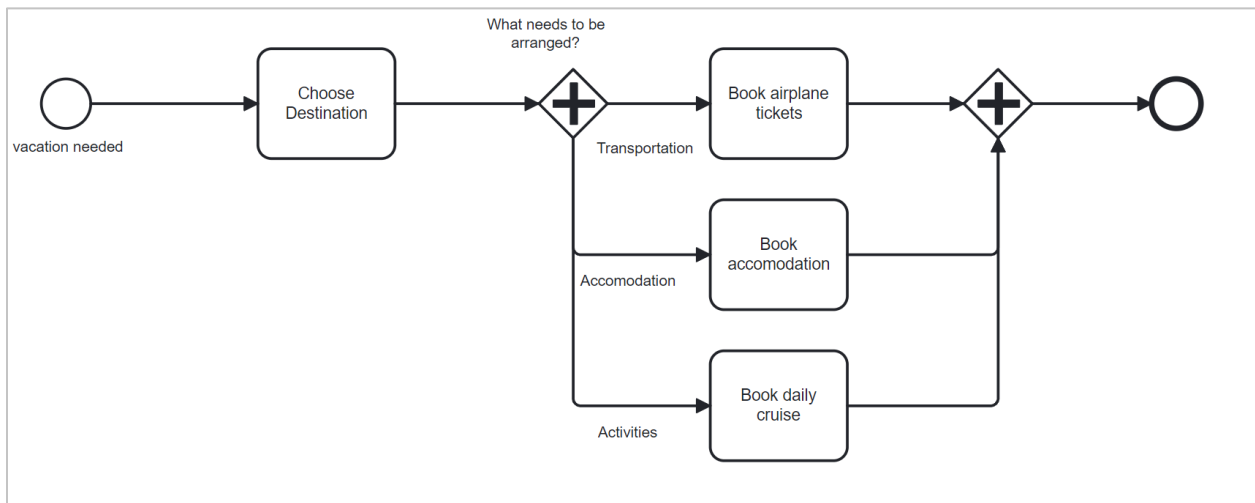 What needs to be
arranged?
Choose
Destination
Book airplane
tickets
vacation needed
Transportation
Book
accomodation
Accomodation
Book daily
cruise
Activities